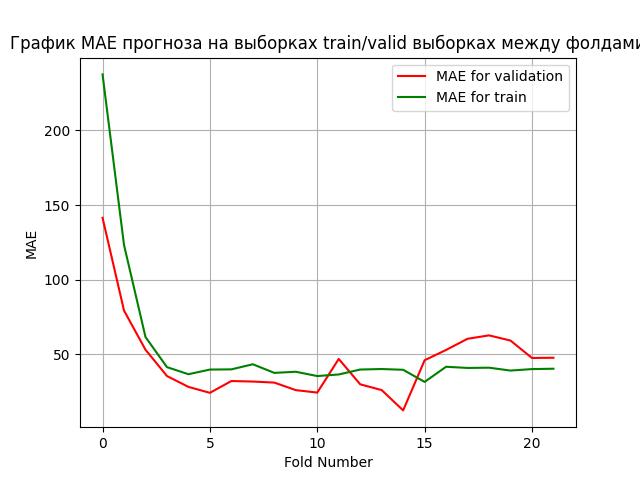 График MAE прогноза на выборках train/valid выборках между фолдами
MAE for validation
MAE for train
200
150
100
50
MAE
0 5 10 15 20
Fold Number